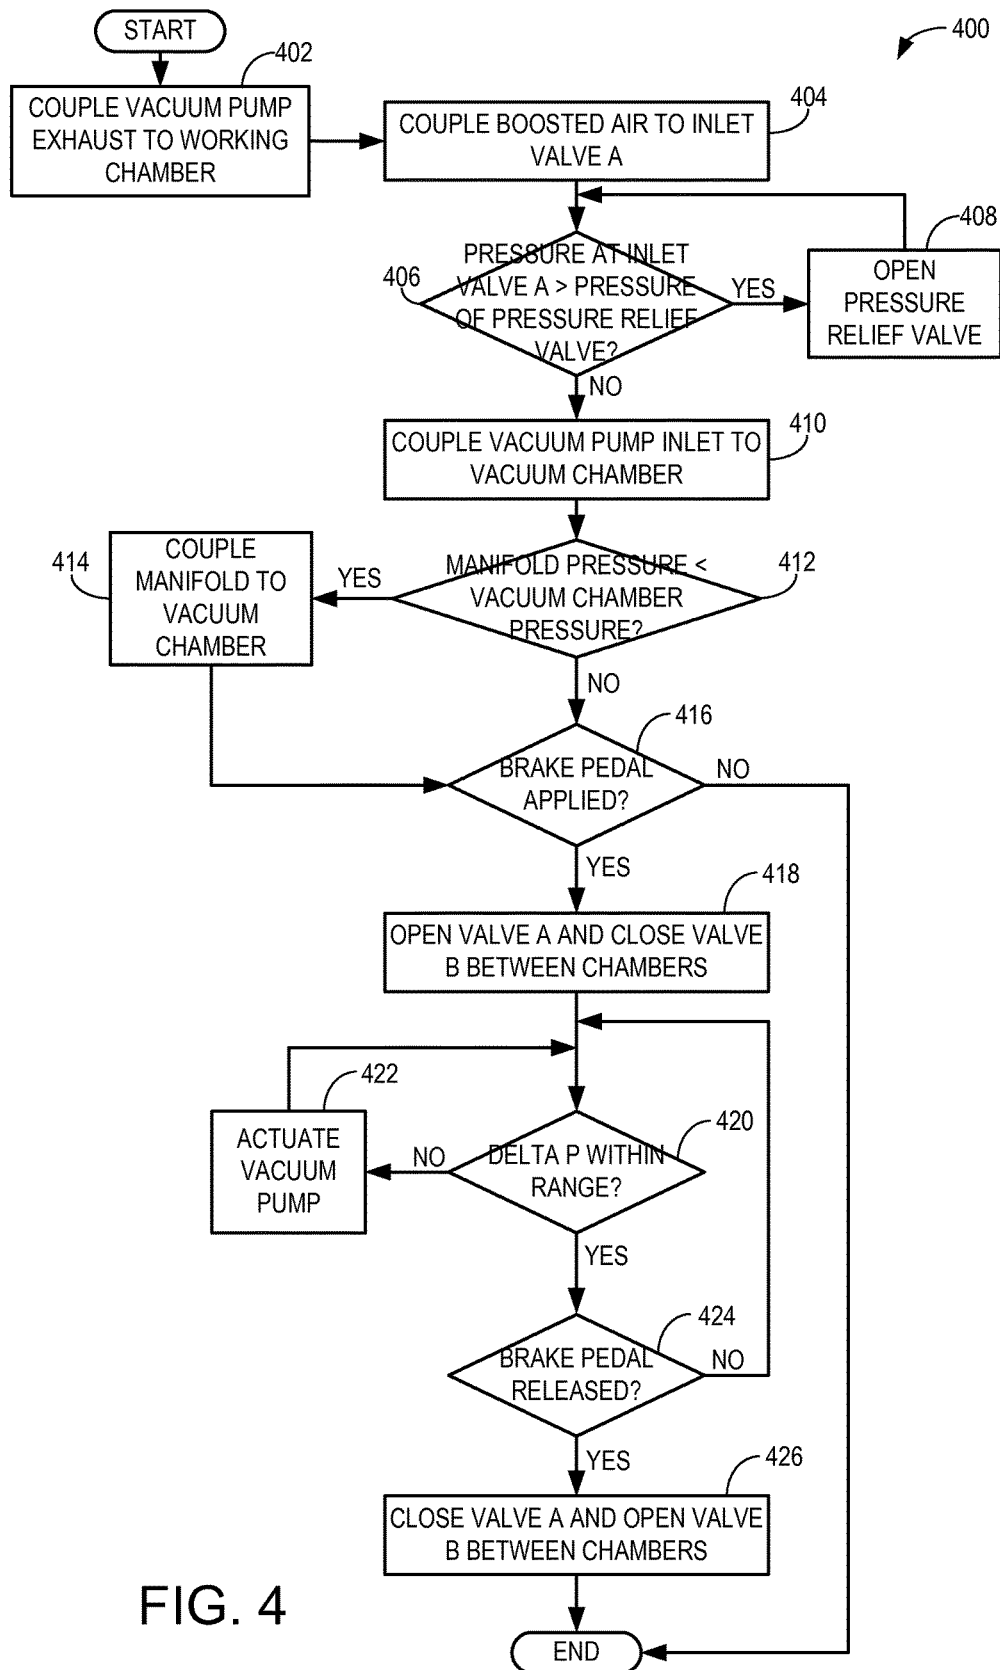 START
400
402
COUPLE VACUUM PUMP
EXHAUST TO WORKING
CHAMBER
404
COUPLE BOOSTED AIR TO INLET
VALVE A
406
PRESSURE AT INLET
VALVE A > PRESSURE
OF PRESSURE RELIEF
VALVE?
YES
408
OPEN
PRESSURE
RELIEF VALVE
NO
410
COUPLE VACUUM PUMP INLET TO
VACUUM CHAMBER
412
MANIFOLD PRESSURE <
VACUUM CHAMBER
PRESSURE?
YES
414
COUPLE
MANIFOLD TO
VACUUM
CHAMBER
NO
416
BRAKE PEDAL
APPLIED?
NO
YES
418
OPEN VALVE A AND CLOSE VALVE
B BETWEEN CHAMBERS
420
DELTA P WITHIN
RANGE?
NO
422
ACTUATE
VACUUM
PUMP
YES
424
BRAKE PEDAL
RELEASED?
NO
YES
426
CLOSE VALVE A AND OPEN VALVE
B BETWEEN CHAMBERS
END
FIG. 4